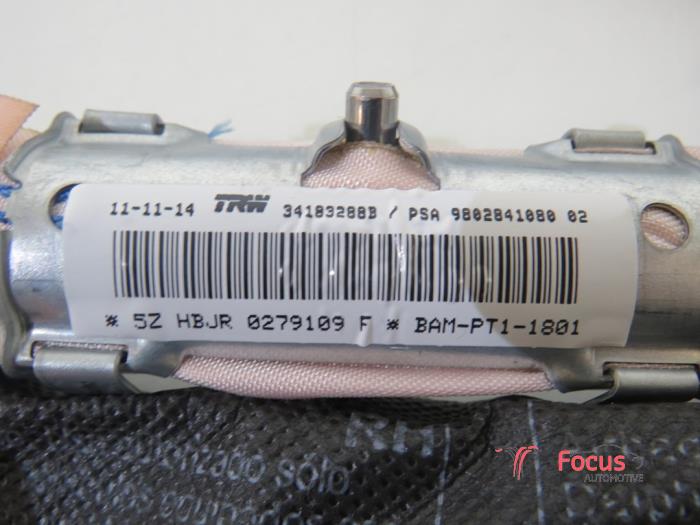 11-11-14 TRW 34183288B / PSA 9802841080 02
* 5Z HBJR 0279109 F * BAM-PT1-1801
Focus
AUTOMOTIVE